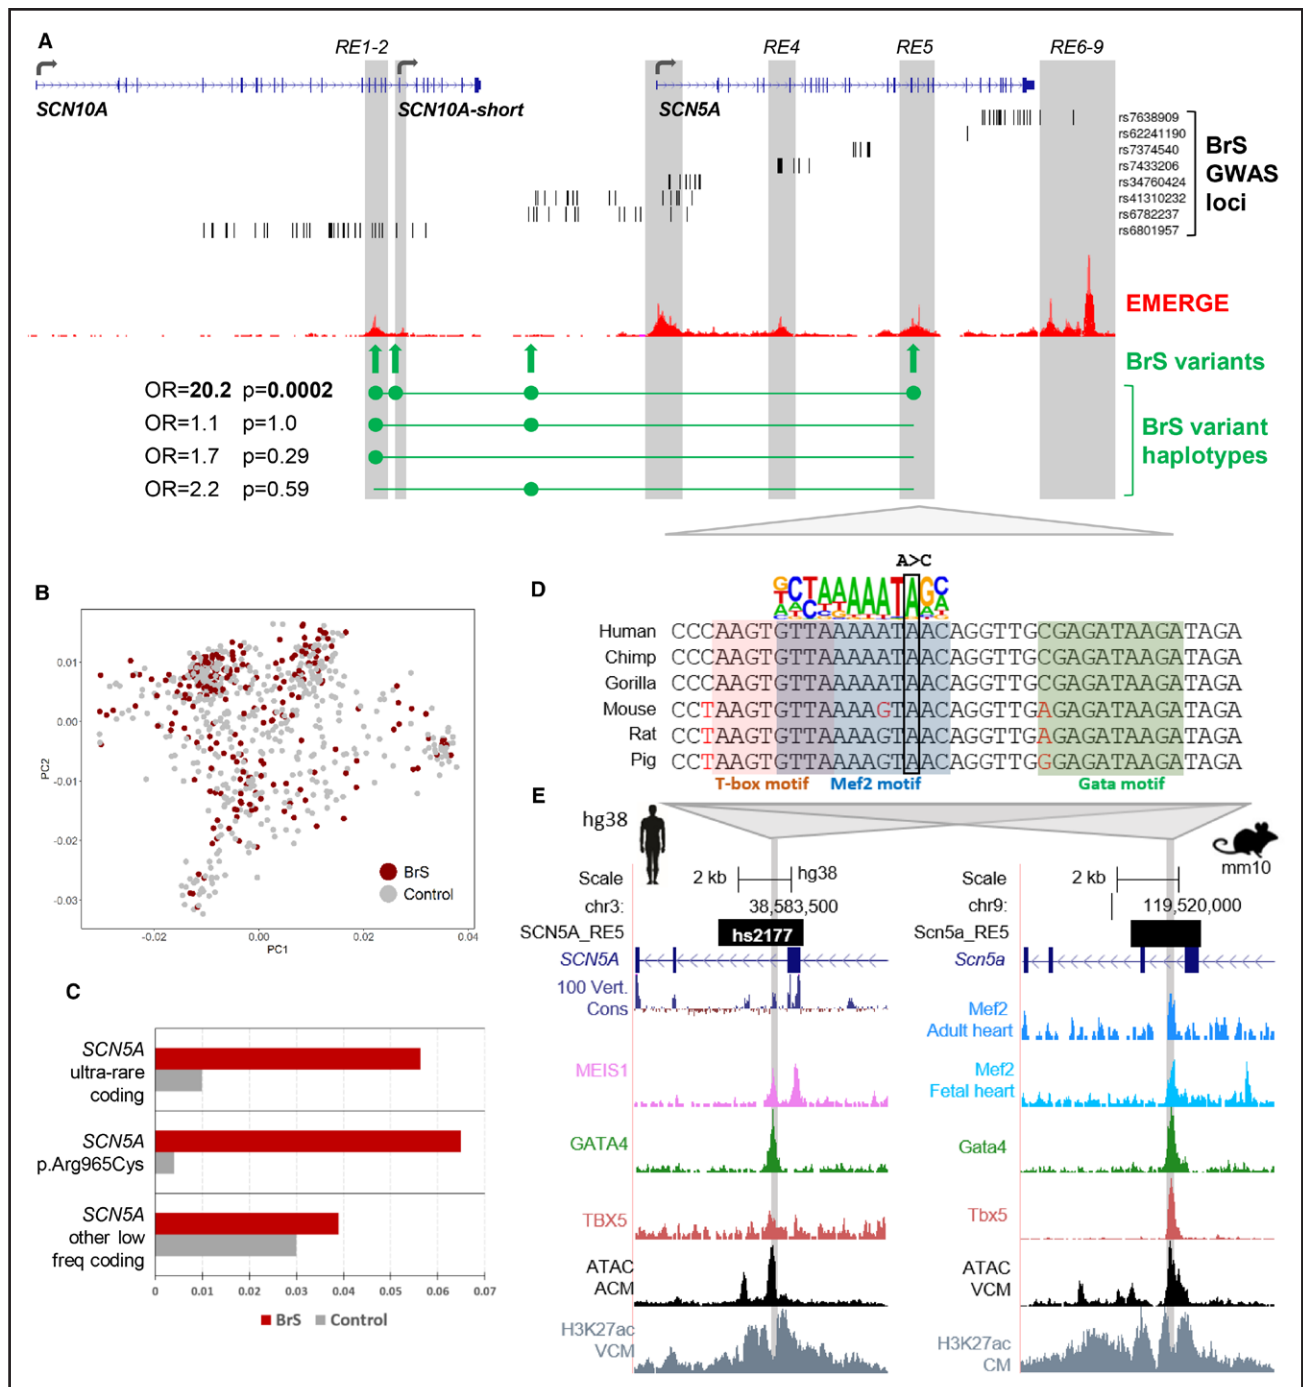 A
RE1-2
RE4
RE5
RE6-9
SCN10A
SCN10A-short
SCN5A
rs7638909
rs62241190
rs7374540
rs7433206
rs34760424
rs41310232
rs6782237
rs6801957
BrS
GWAS
loci
EMERGE
BrS variants
OR=20.2 p=0.0002
OR=1.1 p=1.0
OR=1.7 p=0.29
OR=2.2 p=0.59
BrS variant
haplotypes
B
0.01
0.00
-0.01
-0.02
-0.03
PC2
-0.02
0.00
0.02
0.04
PC1
BrS
Control
C
SCN5A
ultra-rare
coding
SCN5A
p.Arg965Cys
SCN5A
other low
freq coding
0 0.01 0.02 0.03 0.04 0.05 0.06 0.07
BrS Control
D
A>C
Human CCCAAGTGTTAAAAATAACAGGTTGCGAGATAAGATAGA
Chimp CCCAAGTGTTAAAAATAACAGGTTGCGAGATAAGATAGA
Gorilla CCCAAGTGTTAAAAATAACAGGTTGCGAGATAAGATAGA
Mouse CCTAAGTGTTAAAAGTAACAGGTTGAGAGATAAGATAGA
Rat CCTAAGTGTTAAAAGTAACAGGTTGAGAGATAAGATAGA
Pig CCTAAGTGTTAAAAGTAACAGGTTGGGAGATAAGATAGA
T-box motif Mef2 motif Gata motif
E
hg38
Scale 2 kb hg38
chr3: 38,583,500
SCN5A_RE5 hs2177
SCN5A
100 Vert.
Cons
MEIS1
GATA4
TBX5
ATAC
ACM
H3K27ac
VCM
mm10
Scale 2 kb
chr9: 119,520,000
Scn5a_RE5
Scn5a
Mef2
Adult heart
Mef2
Fetal heart
Gata4
Tbx5
ATAC
VCM
H3K27ac
CM